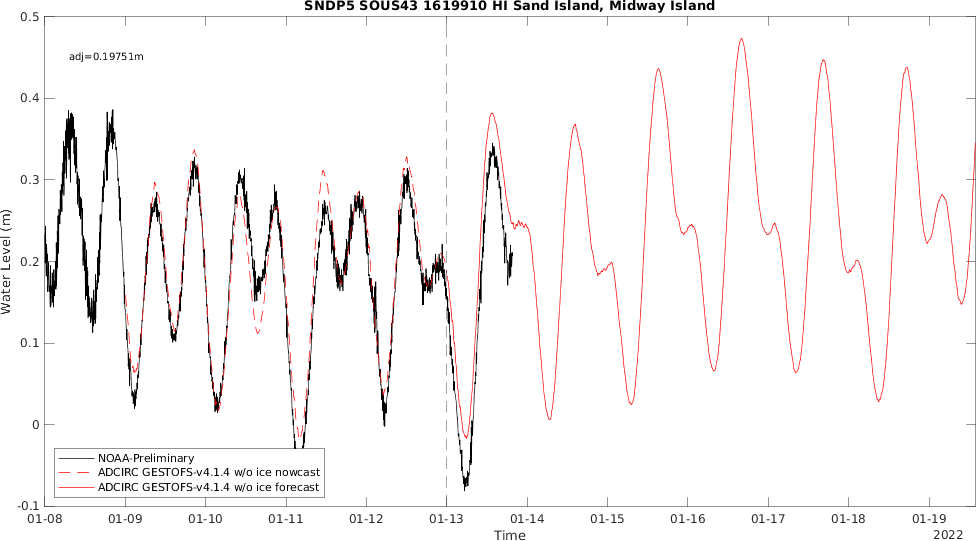 SNDP5 SOUS43 1619910 HI Sand Island, Midway Island
0.5
adj=0.19751m
0.4
0.3
0.2
0.1
0
-0.1
Water Level (m)
NOAA-Preliminary
ADCIRC GESTOFS-v4.1.4 w/o ice nowcast
ADCIRC GESTOFS-v4.1.4 w/o ice forecast
01-08 01-09 01-10 01-11 01-12 01-13 01-14 01-15 01-16 01-17 01-18 01-19
Time
2022